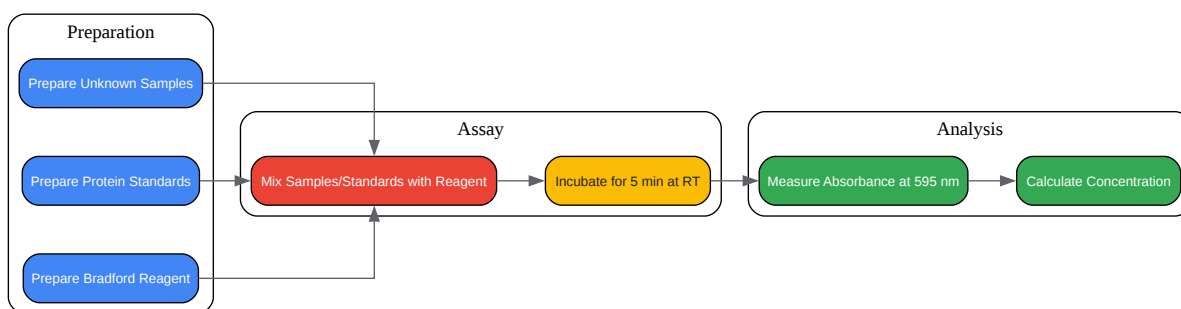 Preparation
Prepare Unknown Samples
Prepare Protein Standards
Prepare Bradford Reagent
Assay
Mix Samples/Standards with Reagent
Incubate for 5 min at RT
Analysis
Measure Absorbance at 595 nm
Calculate Concentration